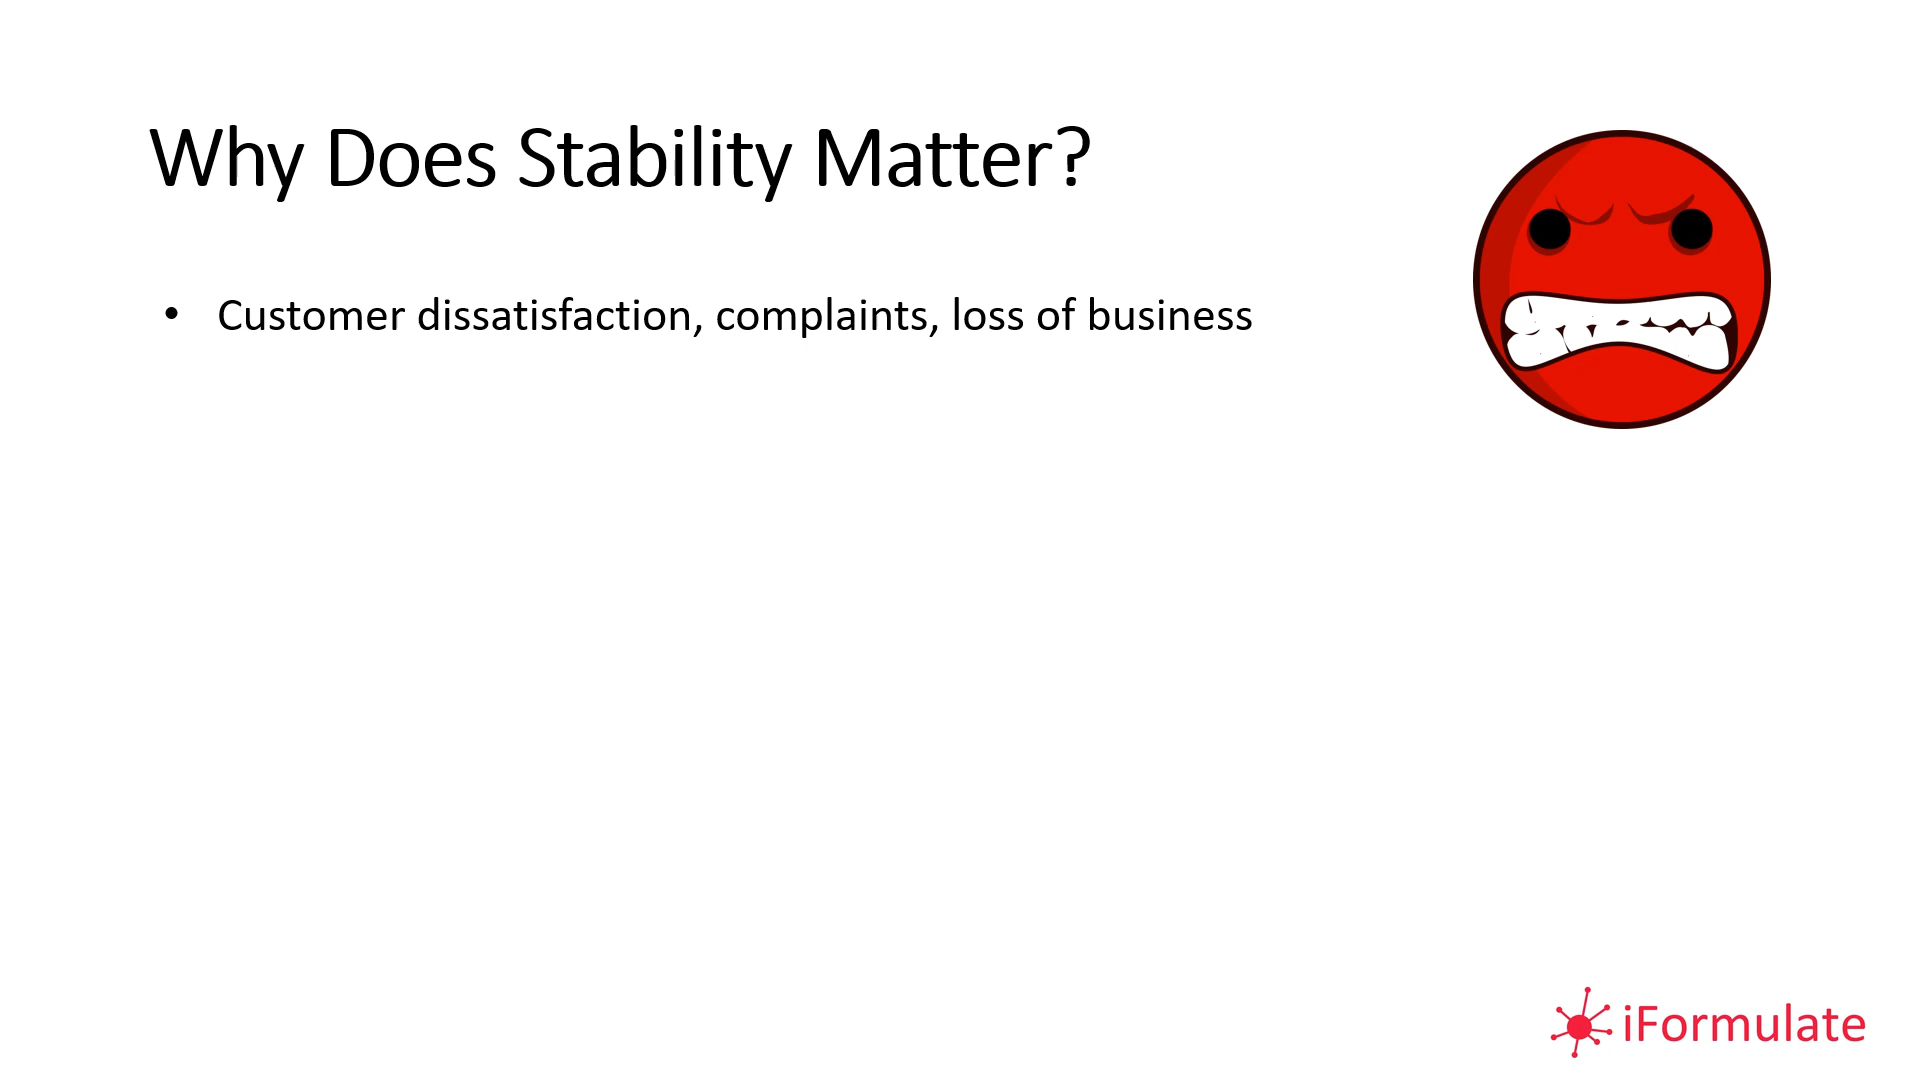 Why Does Stability Matter?
• Customer dissatisfaction, complaints, loss of business
iFormulate